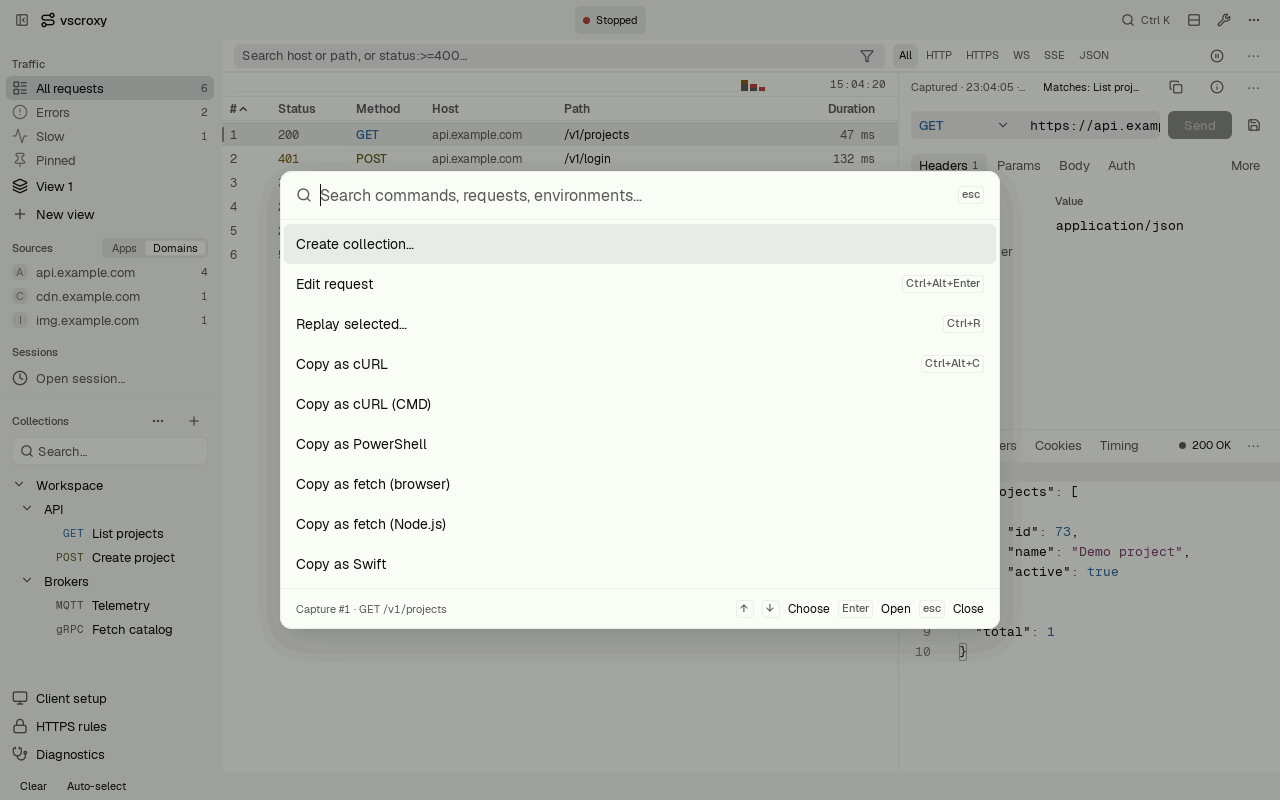 vscroxy
Stopped
Ctrl K
Traffic
All requests 6
Errors 2
Slow 1
Pinned
View 1
New view
Sources Apps Domains
A api.example.com 4
C cdn.example.com 1
I img.example.com 1
Sessions
Open session…
Collections
Search…
Workspace
API
GET List projects
POST Create project
Brokers
MQTT Telemetry
gRPC Fetch catalog
Client setup
HTTPS rules
Diagnostics
Clear Auto-select
Search host or path, or status:>=400…
All HTTP HTTPS WS SSE JSON
15:04:20
# Status Method Host Path Duration
1 200 GET api.example.com /v1/projects 47 ms
2 401 POST api.example.com /v1/login 132 ms
3
4
5
6
Captured · 23:04:05 ·… Matches: List proj…
GET https://api.examp Send
Headers 1 Params Body Auth More
Value
application/json
er
Search commands, requests, environments… esc
Create collection…
Edit request Ctrl+Alt+Enter
Replay selected… Ctrl+R
Copy as cURL Ctrl+Alt+C
Copy as cURL (CMD)
Copy as PowerShell
Copy as fetch (browser)
Copy as fetch (Node.js)
Copy as Swift
Capture #1 · GET /v1/projects
Choose Enter Open esc Close
ers Cookies Timing 200 OK
ojects": [
"id": 73,
"name": "Demo project",
"active": true
9 "total": 1
10 }